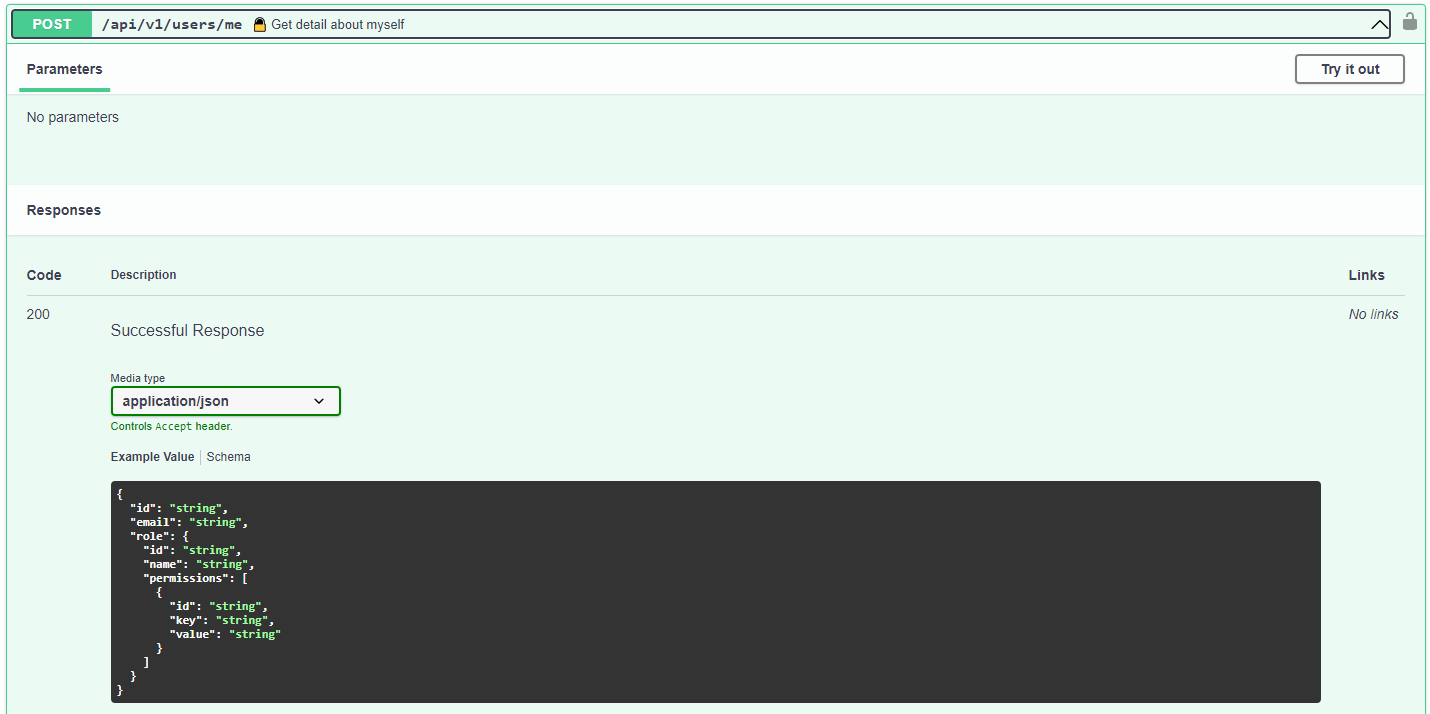 POST /api/v1/users/me Get detail about myself
Parameters
Try it out
No parameters
Responses
Code Description Links
200 Successful Response No links
Media type
application/json
Controls Accept header.
Example Value Schema
{
  "id": "string",
  "email": "string",
  "role": {
    "id": "string",
    "name": "string",
    "permissions": [
      {
        "id": "string",
        "key": "string",
        "value": "string"
      }
    ]
  }
}